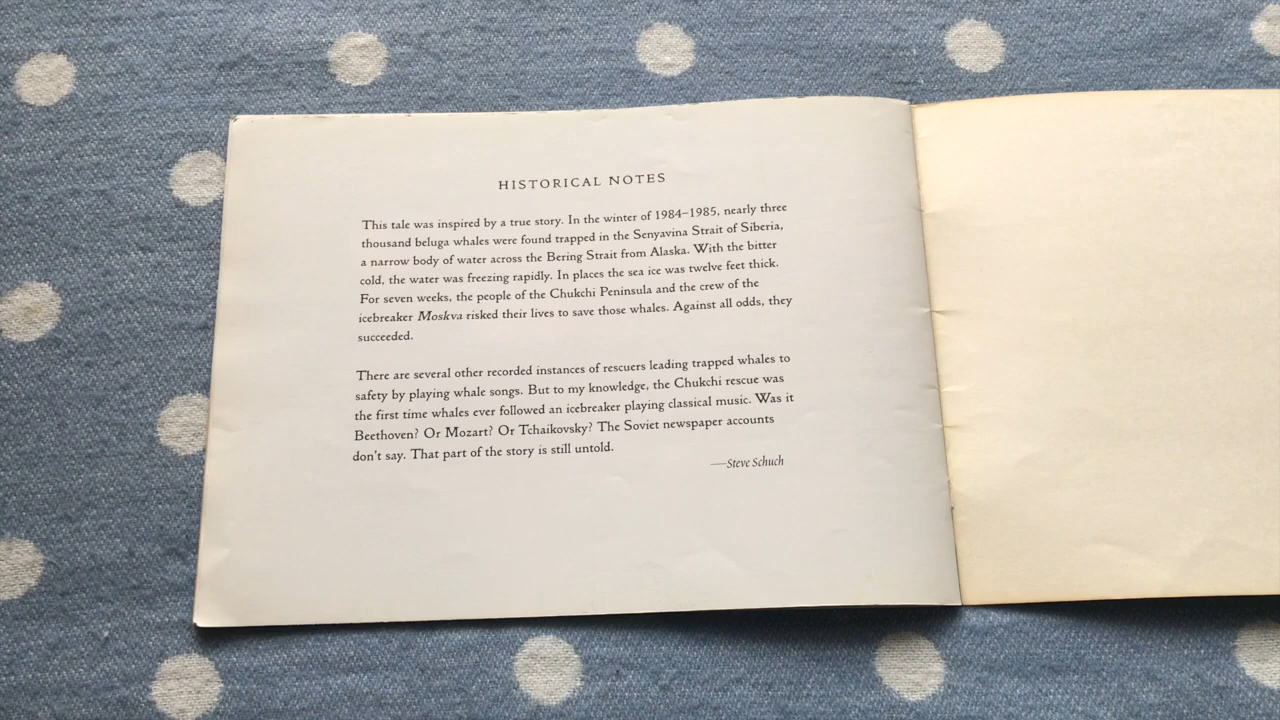 HISTORICAL NOTES
This tale was inspired by a true story. In the winter of 1984–1985, nearly three
thousand beluga whales were found trapped in the Senyavina Strait of Siberia,
a narrow body of water across the Bering Strait from Alaska. With the bitter
cold, the water was freezing rapidly. In places the sea ice was twelve feet thick.
For seven weeks, the people of the Chukchi Peninsula and the crew of the
icebreaker Moskva risked their lives to save those whales. Against all odds, they
succeeded.
There are several other recorded instances of rescuers leading trapped whales to
safety by playing whale songs. But to my knowledge, the Chukchi rescue was
the first time whales ever followed an icebreaker playing classical music. Was it
Beethoven? Or Mozart? Or Tchaikovsky? The Soviet newspaper accounts
don't say. That part of the story is still untold.
—Steve Schuch